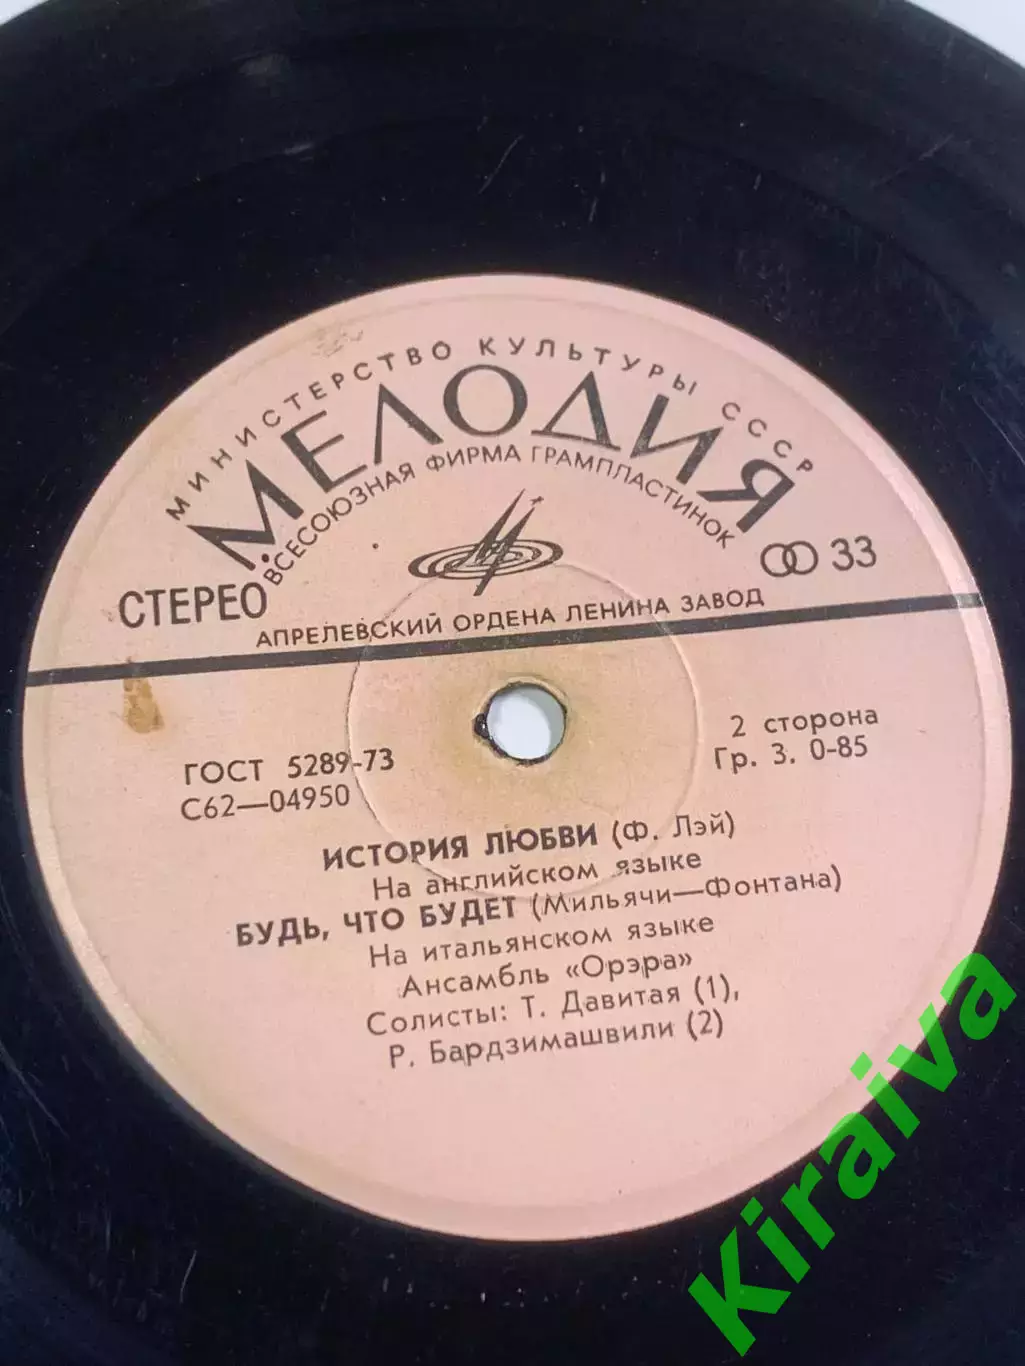 МИНИСТЕРСТВО КУЛЬТУРЫ СССР
МЕЛОДИЯ
ВСЕСОЮЗНАЯ ФИРМА ГРАМПЛАСТИНОК
СТЕРЕО
33
АПРЕЛЕВСКИЙ ОРДЕНА ЛЕНИНА ЗАВОД
ГОСТ 5289-73
2 сторона
С62—04950
Гр. 3. 0-85
ИСТОРИЯ ЛЮБВИ (Ф. Лэй)
На английском языке
БУДЬ, ЧТО БУДЕТ (Мильячи—Фонтана)
На итальянском языке
Ансамбль «Орэра»
Солисты: Т. Давитая (1),
Р. Бардзимашвили (2)
Kiraiva